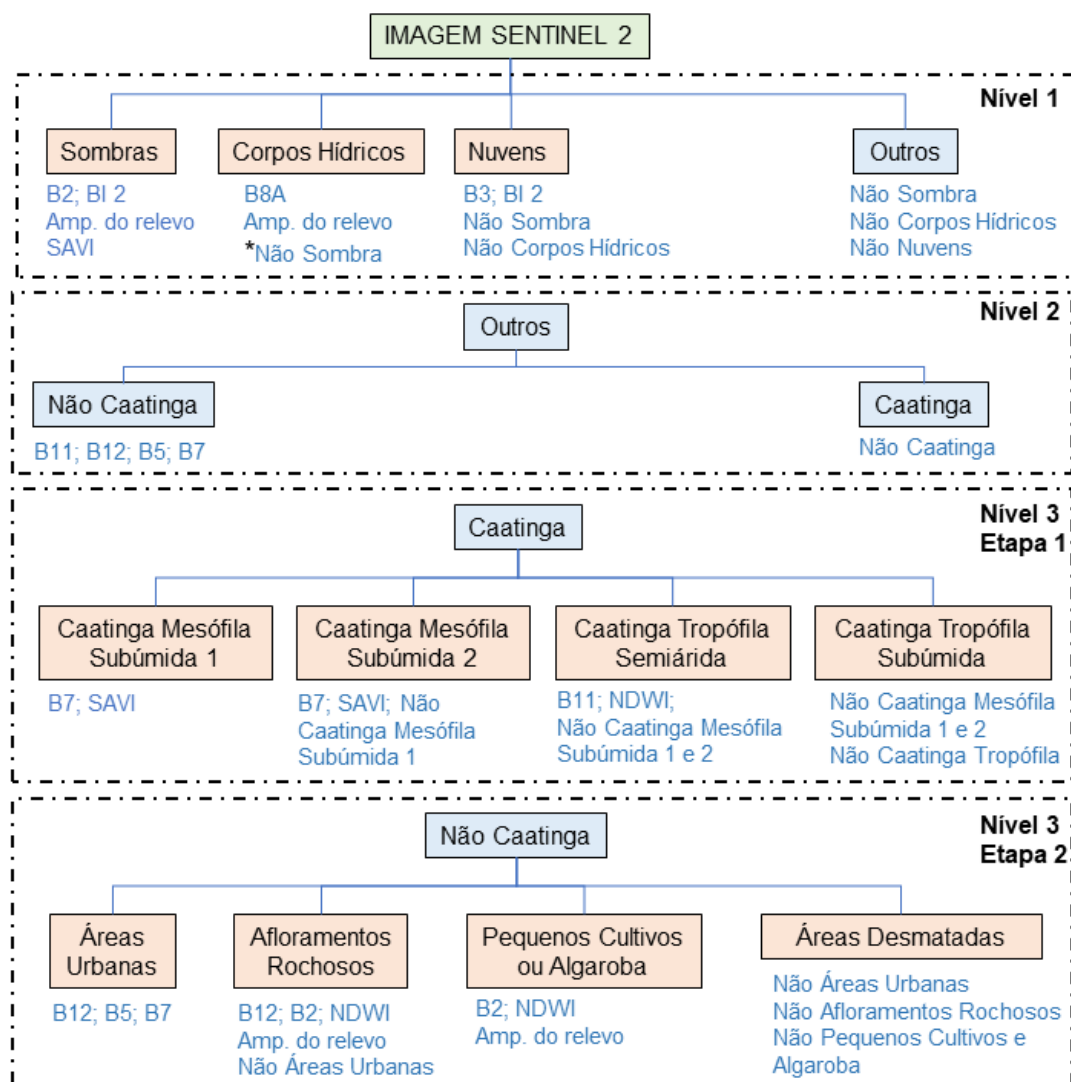 IMAGEM SENTINEL 2
Nível 1
Sombras
B2; BI 2
Amp. do relevo
SAVI
Corpos Hídricos
B8A
Amp. do relevo
*Não Sombra
Nuvens
B3; BI 2
Não Sombra
Não Corpos Hídricos
Outros
Não Sombra
Não Corpos Hídricos
Não Nuvens
Nível 2
Outros
Não Caatinga
B11; B12; B5; B7
Caatinga
Não Caatinga
Nível 3
Etapa 1
Caatinga
Caatinga Mesófila
Subúmida 1
B7; SAVI
Caatinga Mesófila
Subúmida 2
B7; SAVI; Não
Caatinga Mesófila
Subúmida 1
Caatinga Tropófila
Semiárida
B11; NDWI;
Não Caatinga Mesófila
Subúmida 1 e 2
Caatinga Tropófila
Subúmida
Não Caatinga Mesófila
Subúmida 1 e 2
Não Caatinga Tropófila
Nível 3
Etapa 2
Não Caatinga
Áreas
Urbanas
B12; B5; B7
Afloramentos
Rochosos
B12; B2; NDWI
Amp. do relevo
Não Áreas Urbanas
Pequenos Cultivos
ou Algaroba
B2; NDWI
Amp. do relevo
Áreas Desmatadas
Não Áreas Urbanas
Não Afloramentos Rochosos
Não Pequenos Cultivos e
Algaroba